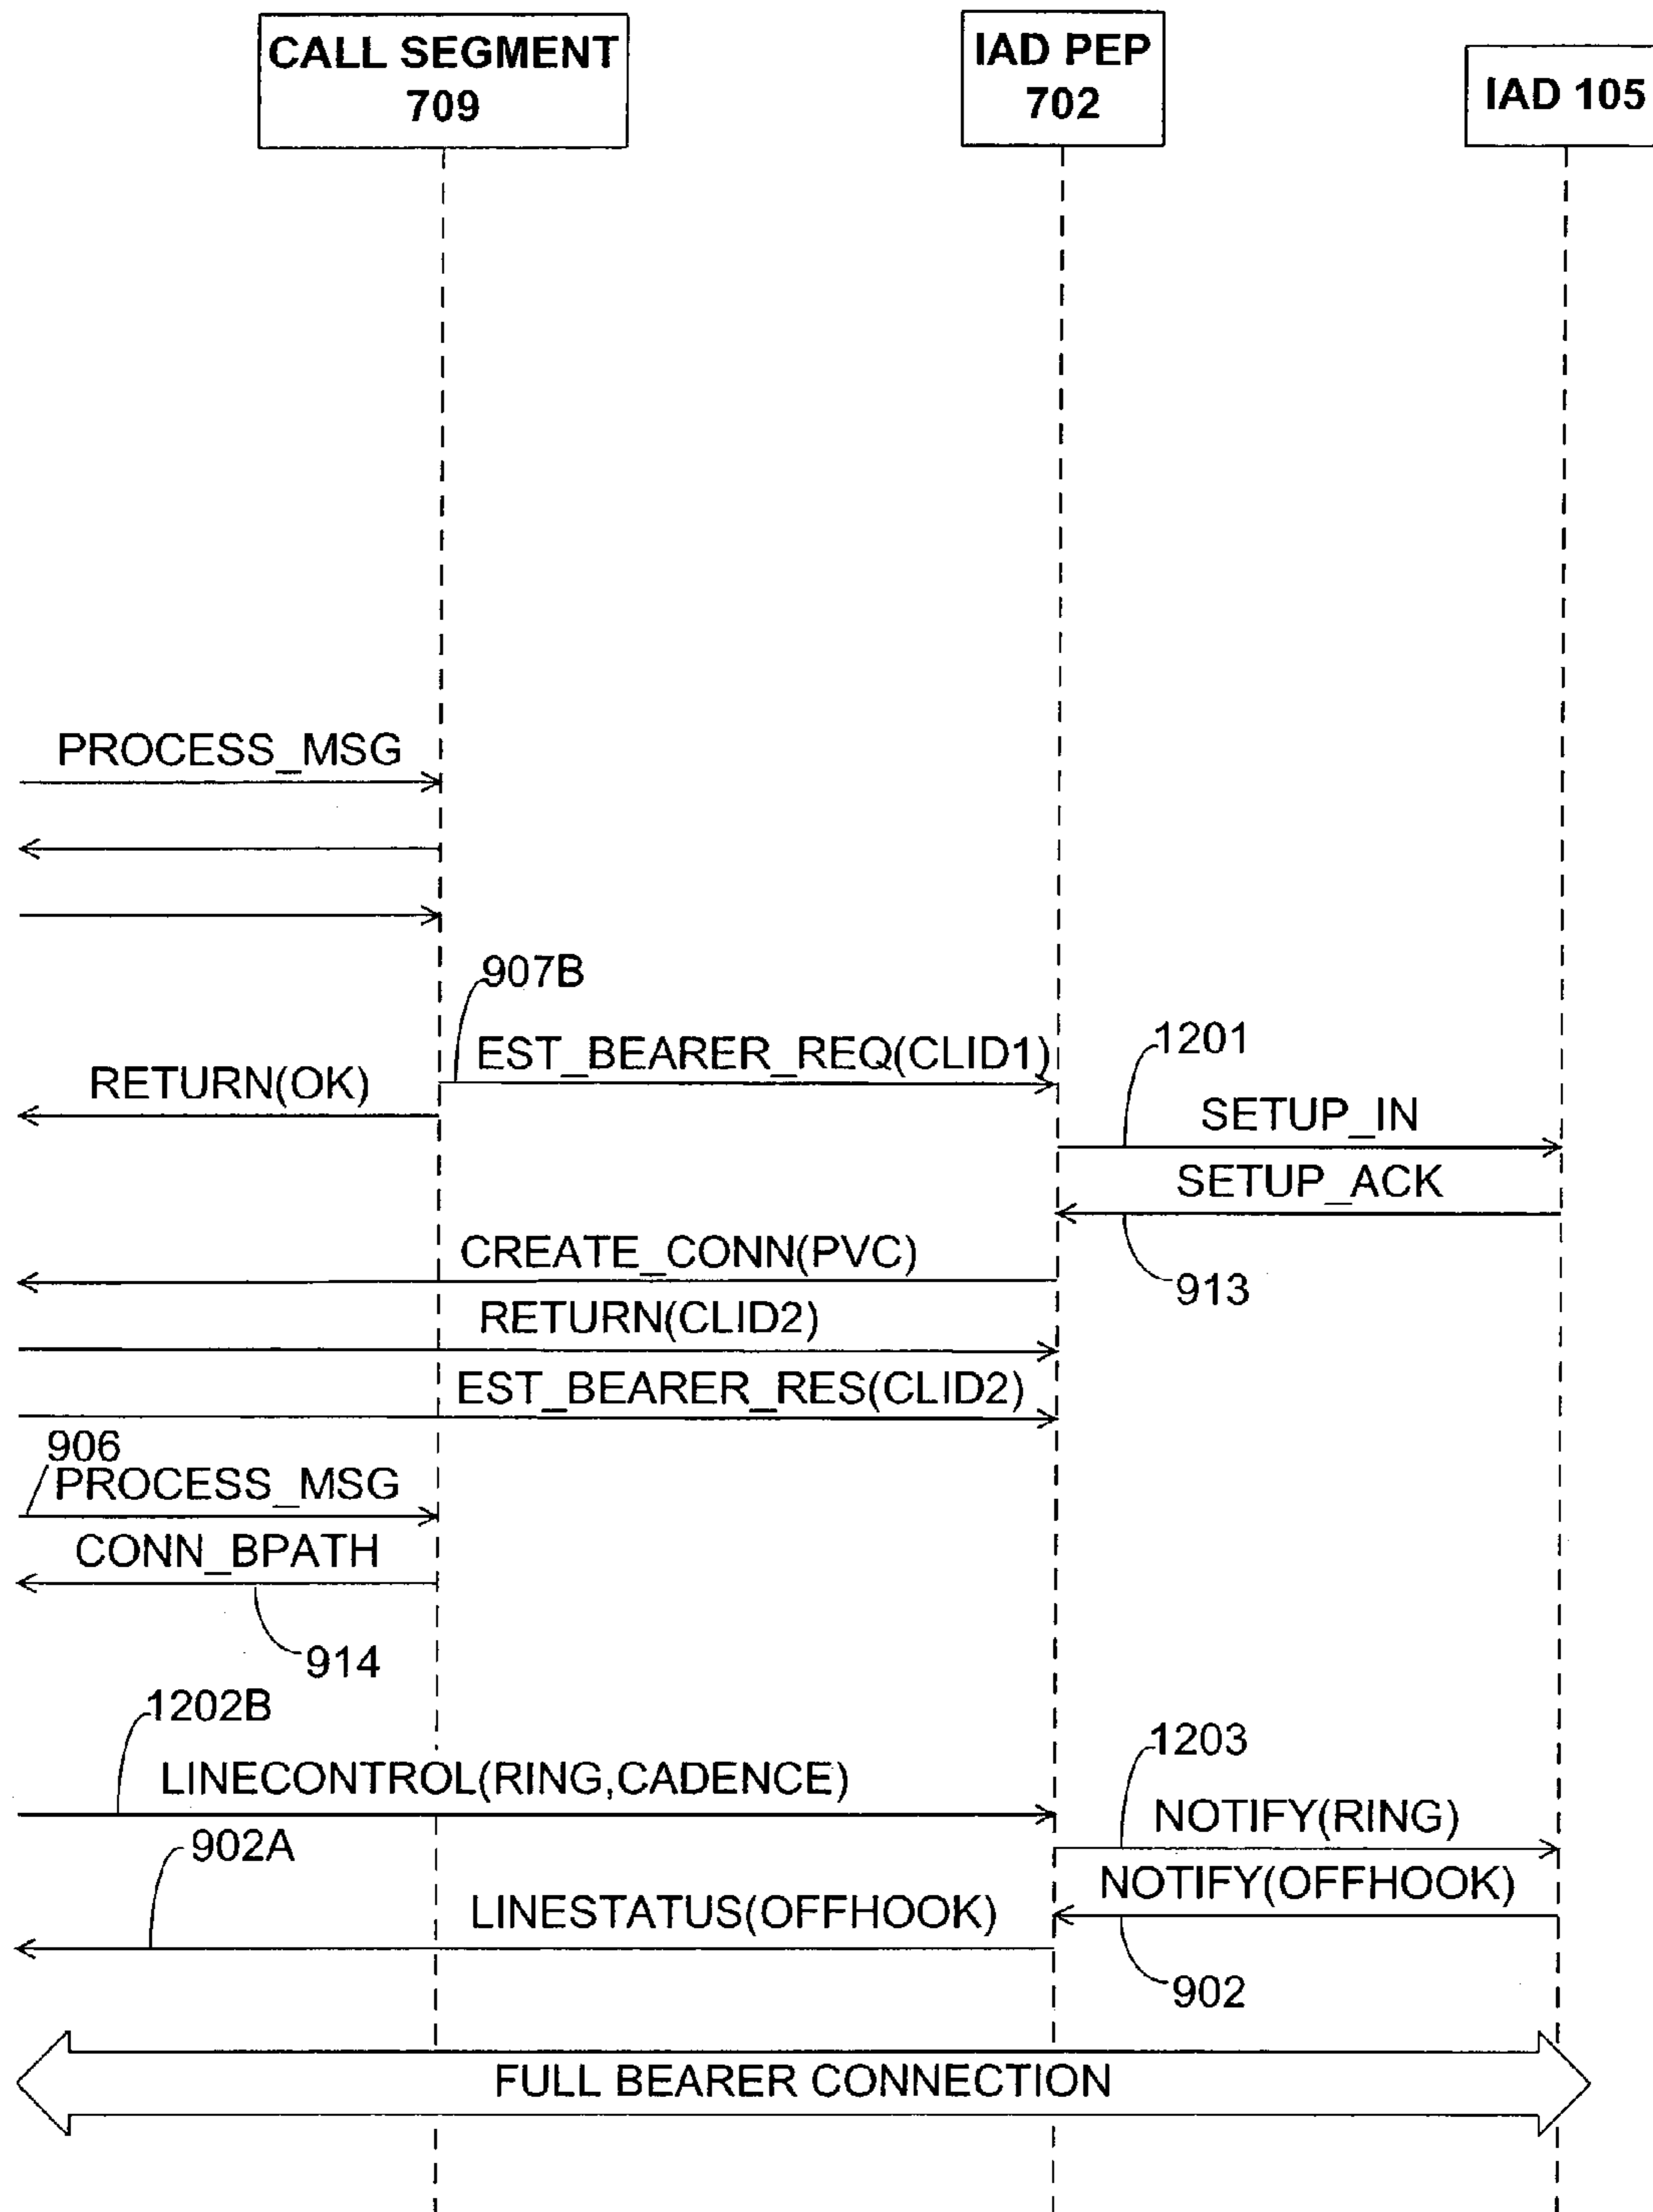 CALL SEGMENT
709
IAD PEP
702
IAD 105
PROCESS_MSG
907B
EST_BEARER_REQ(CLID1)
1201
RETURN(OK)
SETUP_IN
SETUP_ACK
CREATE_CONN(PVC)
913
RETURN(CLID2)
EST_BEARER_RES(CLID2)
906
PROCESS_MSG
CONN_BPATH
914
1202B
1203
LINECONTROL(RING,CADENCE)
NOTIFY(RING)
902A
NOTIFY(OFFHOOK)
LINESTATUS(OFFHOOK)
902
FULL BEARER CONNECTION